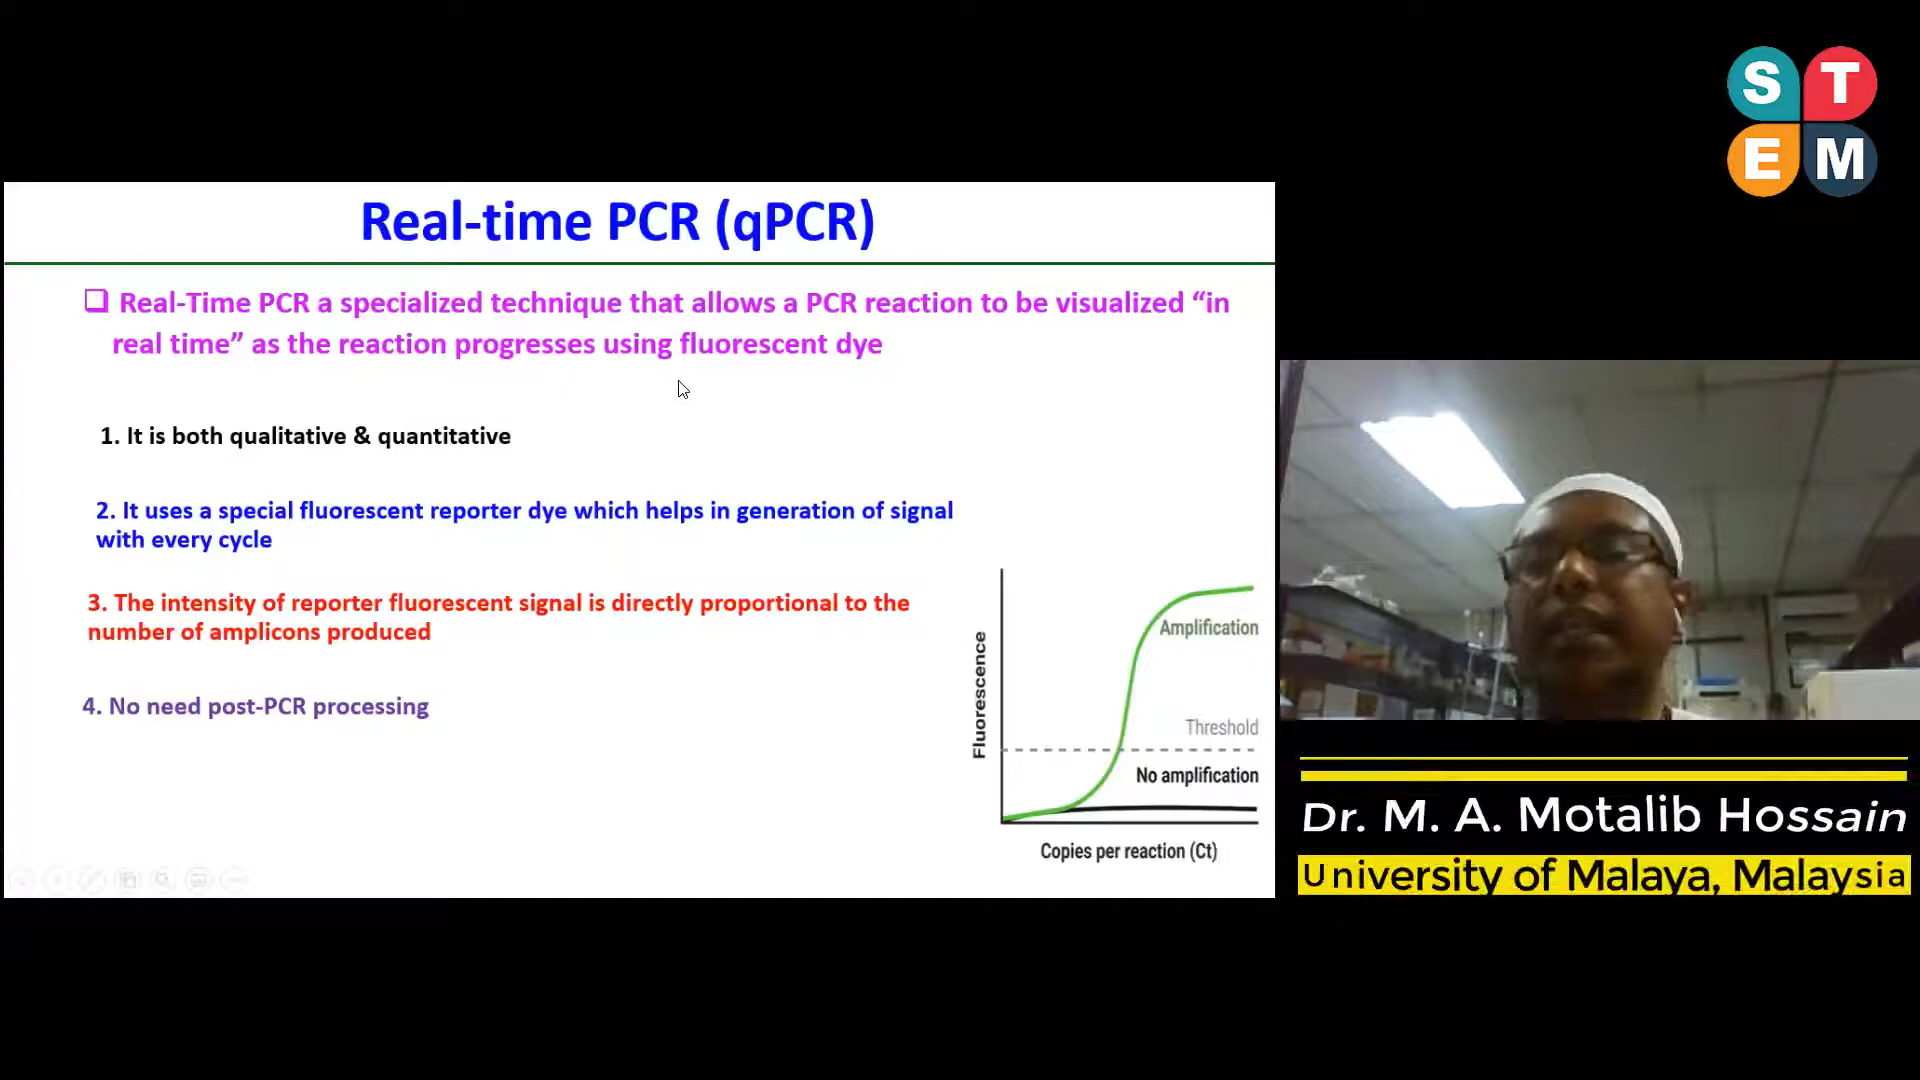 S T
E M
Real-time PCR (qPCR)
Real-Time PCR a specialized technique that allows a PCR reaction to be visualized “in
real time” as the reaction progresses using fluorescent dye
1. It is both qualitative & quantitative
2. It uses a special fluorescent reporter dye which helps in generation of signal
with every cycle
3. The intensity of reporter fluorescent signal is directly proportional to the
number of amplicons produced
4. No need post-PCR processing
Fluorescence
Amplification
Threshold
No amplification
Copies per reaction (Ct)
Dr. M. A. Motalib Hossain
University of Malaya, Malaysia